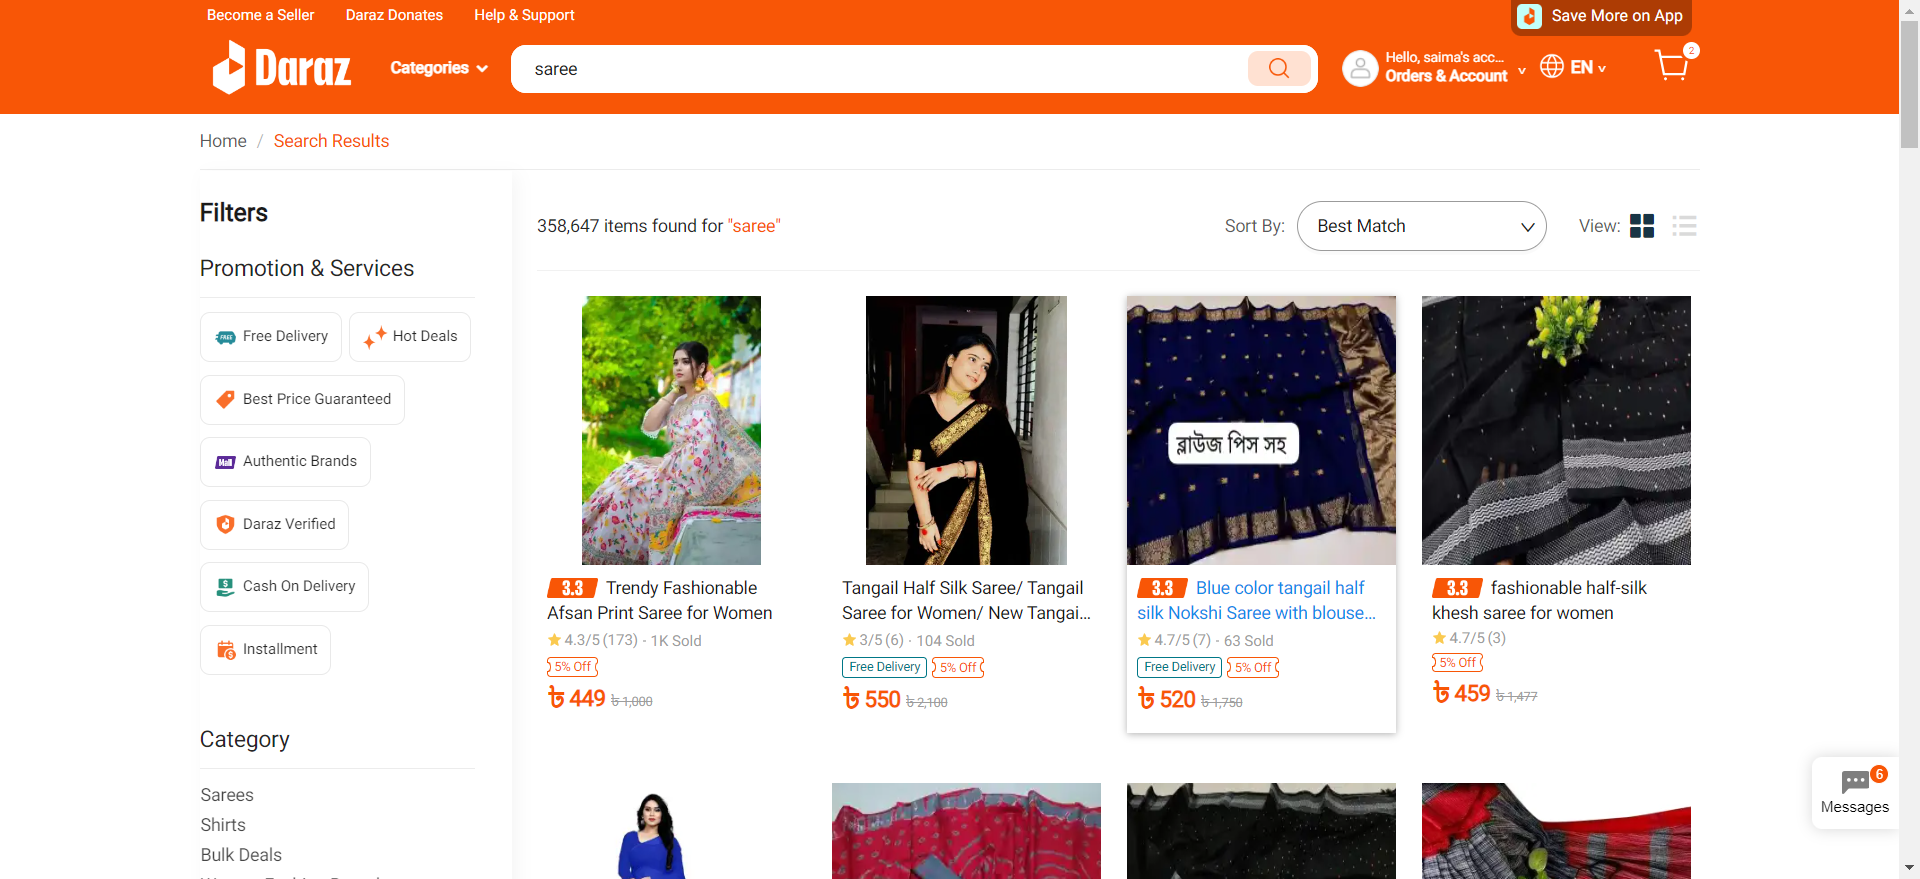 Become a Seller
Daraz Donates
Help & Support
Save More on App
Daraz
Categories
saree
Hello, saima's acc...
Orders & Account
EN
2
Home / Search Results
Filters
Promotion & Services
FREE Free Delivery
Hot Deals
Best Price Guaranteed
Mall Authentic Brands
Daraz Verified
Cash On Delivery
Installment
Category
Sarees
Shirts
Bulk Deals
358,647 items found for "saree"
Sort By: Best Match
View:
3.3 Trendy Fashionable
Afsan Print Saree for Women
4.3/5 (173) - 1K Sold
5% Off
৳ 449 ৳ 1,000
Tangail Half Silk Saree/ Tangail
Saree for Women/ New Tangai...
3/5 (6) · 104 Sold
Free Delivery 5% Off
৳ 550 ৳ 2,100
ব্লাউজ পিস সহ
3.3 Blue color tangail half
silk Nokshi Saree with blouse...
4.7/5 (7) - 63 Sold
Free Delivery 5% Off
৳ 520 ৳ 1,750
3.3 fashionable half-silk
khesh saree for women
4.7/5 (3)
5% Off
৳ 459 ৳ 1,477
6
Messages